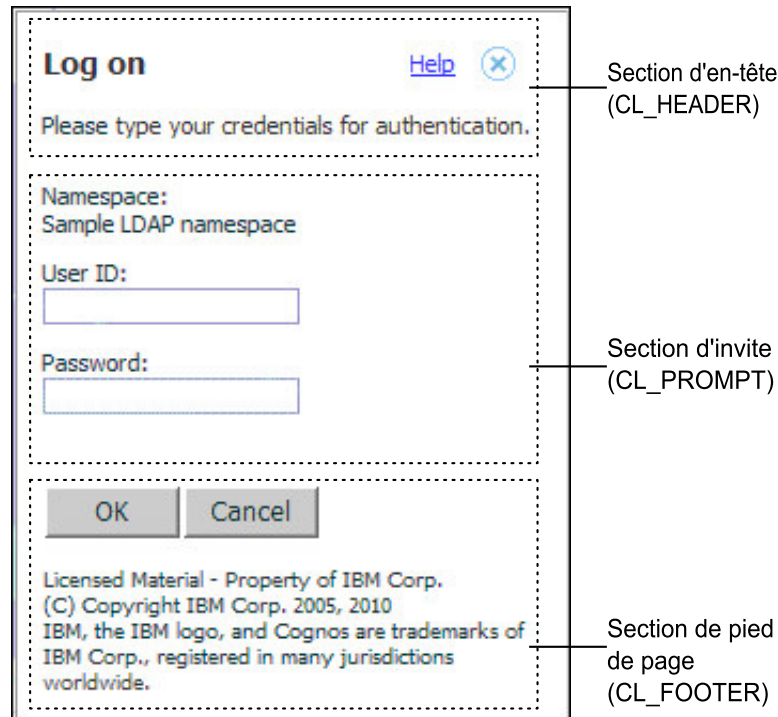 Log on
Help
Please type your credentials for authentication.
Section d'en-tête
(CL_HEADER)
Namespace:
Sample LDAP namespace
User ID:
Password:
Section d'invite
(CL_PROMPT)
OK
Cancel
Licensed Material - Property of IBM Corp.
(C) Copyright IBM Corp. 2005, 2010
IBM, the IBM logo, and Cognos are trademarks of
IBM Corp., registered in many jurisdictions
worldwide.
Section de pied
de page
(CL_FOOTER)